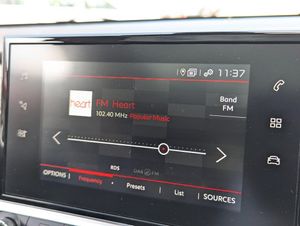 11:37
heart
FM Heart
102.40 MHz Popular Music
Band
FM
RDS
DAB FM
OPTIONS Frequency Presets List SOURCES